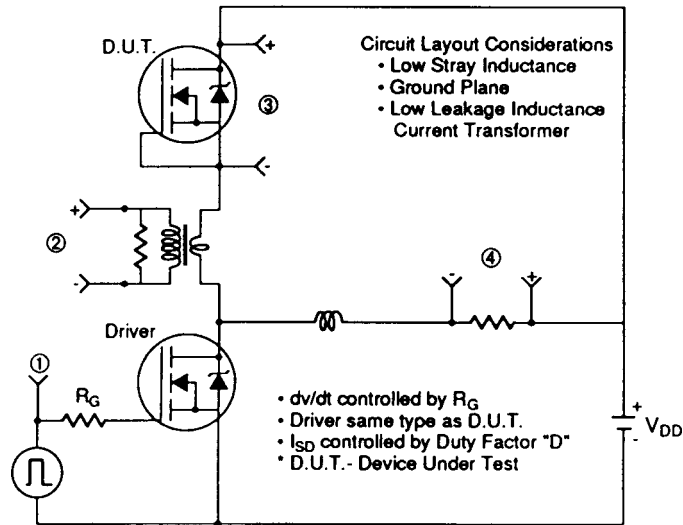 D.U.T.
+
Circuit Layout Considerations
• Low Stray Inductance
• Ground Plane
• Low Leakage Inductance
Current Transformer
③
-
+
②
-
④
- +
Driver
①
R_G
• dv/dt controlled by R_G
• Driver same type as D.U.T.
• I_SD controlled by Duty Factor "D"
* D.U.T.- Device Under Test
+
V_DD
-